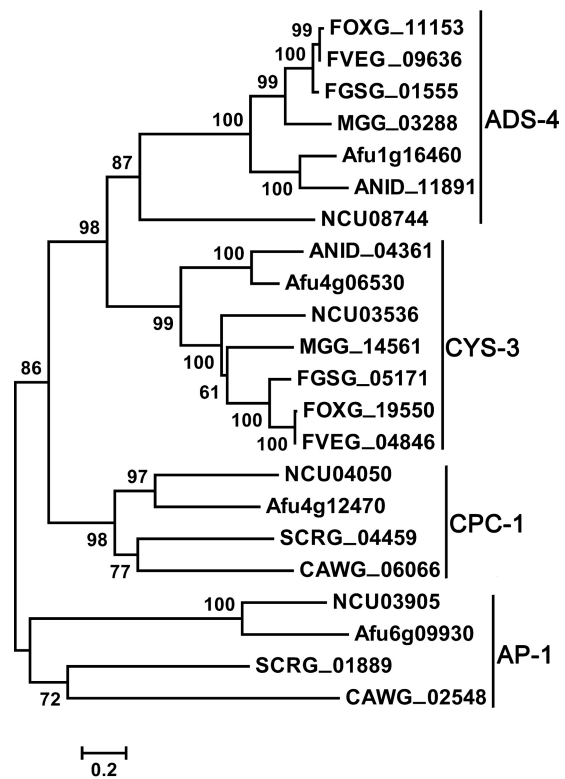 99
FOXG_11153
100
FVEG_09636
99
FGSG_01555
100
MGG_03288
ADS-4
87
Afu1g16460
100
ANID_11891
98
NCU08744
100
ANID_04361
Afu4g06530
99
NCU03536
100
MGG_14561
CYS-3
86
61
FGSG_05171
100
FOXG_19550
100
FVEG_04846
97
NCU04050
Afu4g12470
98
SCRG_04459
CPC-1
77
CAWG_06066
100
NCU03905
Afu6g09930
AP-1
SCRG_01889
72
CAWG_02548
0.2